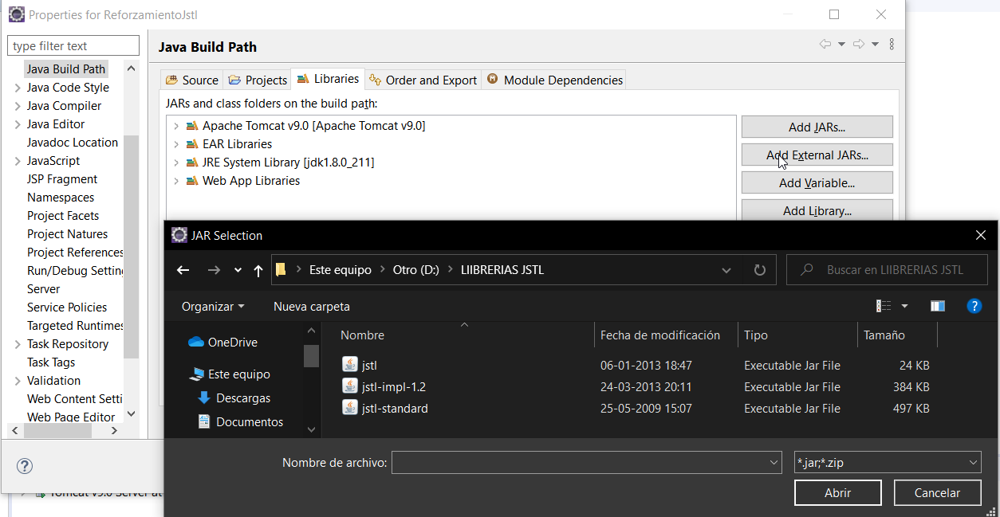 Properties for ReforzamientoJstl
type filter text
Java Build Path
Java Code Style
Java Compiler
Java Editor
Javadoc Location
JavaScript
JSP Fragment
Namespaces
Project Facets
Project Natures
Project References
Run/Debug Settin
Server
Service Policies
Targeted Runtimes
Task Repository
Task Tags
Validation
Web Content Setti
Web Page Editor
Java Build Path
Source Projects Libraries Order and Export Module Dependencies
JARs and class folders on the build path:
Apache Tomcat v9.0 [Apache Tomcat v9.0]
EAR Libraries
JRE System Library [jdk1.8.0_211]
Web App Libraries
Add JARs...
Add External JARs...
Add Variable...
Add Library...
JAR Selection
Este equipo Otro (D:) LIIBRERIAS JSTL
Buscar en LIIBRERIAS JSTL
Organizar Nueva carpeta
OneDrive
Este equipo
Descargas
Documentos
Nombre Fecha de modificación Tipo Tamaño
jstl 06-01-2013 18:47 Executable Jar File 24 KB
jstl-impl-1.2 24-03-2013 20:11 Executable Jar File 384 KB
jstl-standard 25-05-2009 15:07 Executable Jar File 497 KB
Nombre de archivo: *.jar;*.zip
Abrir Cancelar
Tomcat v9.0 Server at